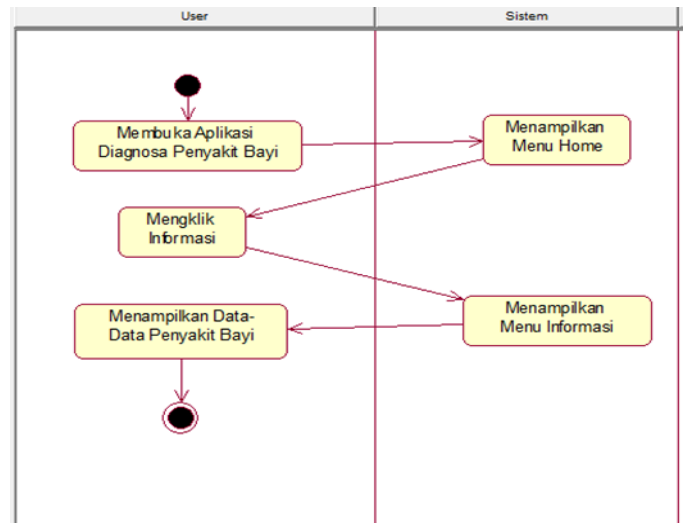 User
Sistem
Membuka Aplikasi
Diagnosa Penyakit Bayi
Menampilkan
Menu Home
Mengklik
Informasi
Menampilkan Data-
Data Penyakit Bayi
Menampilkan
Menu Informasi